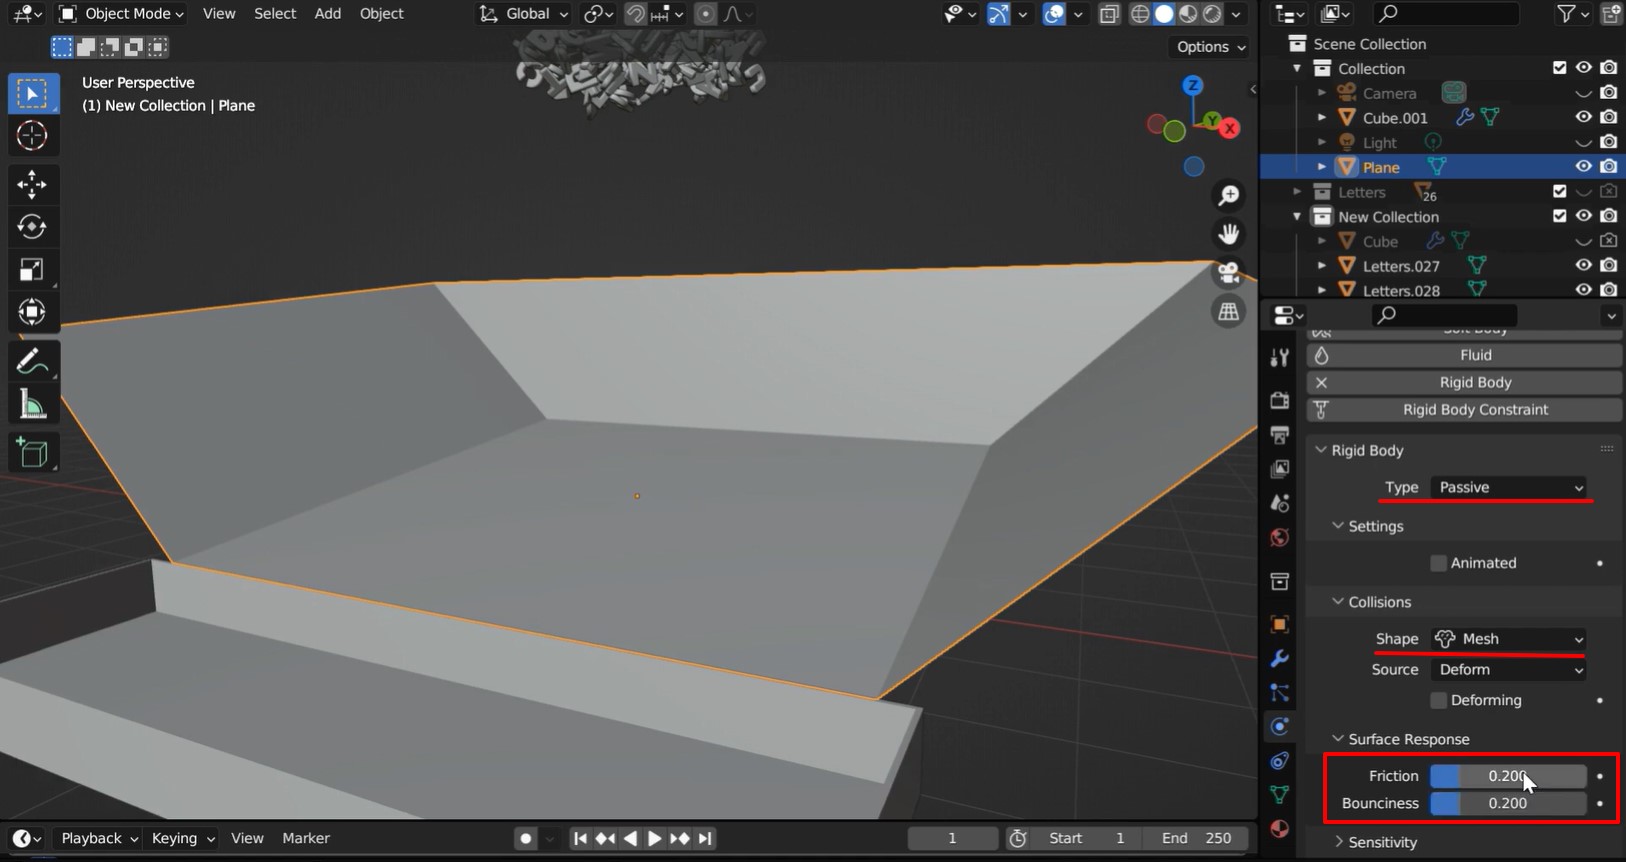 Object Mode View Select Add Object Global
Options
User Perspective
(1) New Collection | Plane
Z
Y
X
Scene Collection
Collection
Camera
Cube.001
Light
Plane
Letters 26
New Collection
Cube
Letters.027
Letters.028
Soft Body
Fluid
Rigid Body
Rigid Body Constraint
Rigid Body
Type Passive
Settings
Animated
Collisions
Shape Mesh
Source Deform
Deforming
Surface Response
Friction 0.200
Bounciness 0.200
Sensitivity
Playback Keying View Marker 1 Start 1 End 250